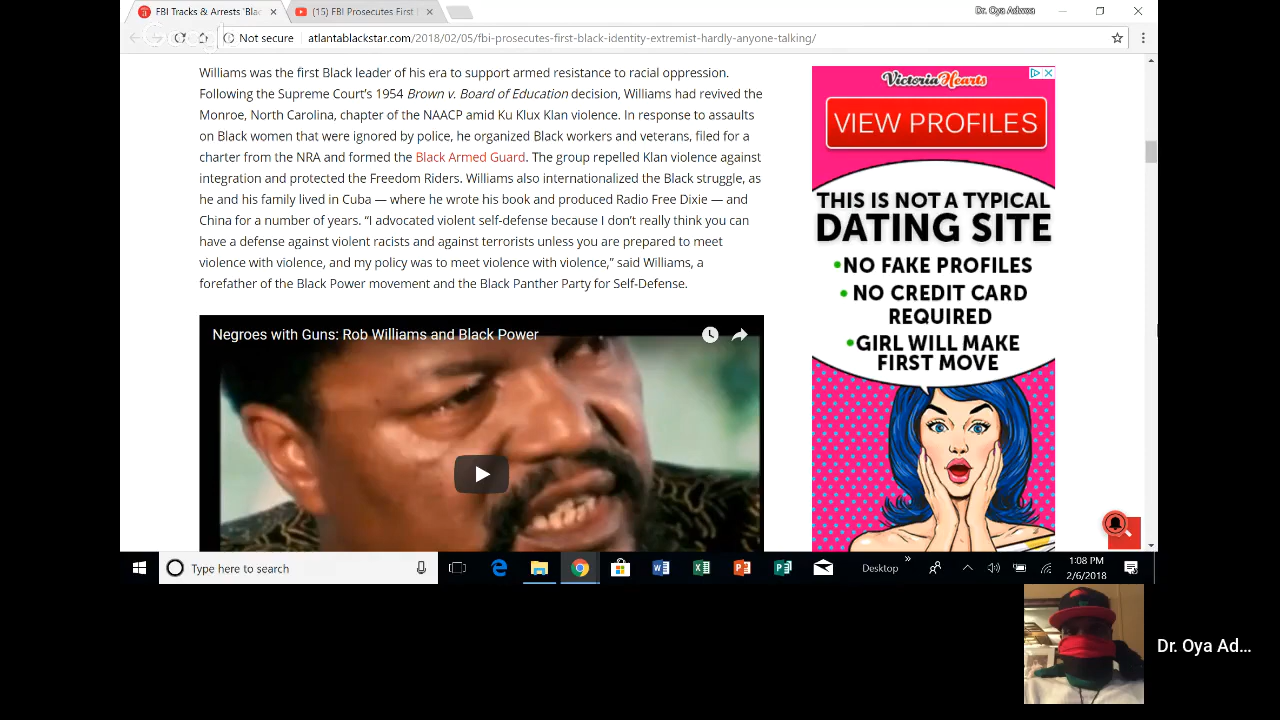 FBI Tracks & Arrests 'Blac
(15) FBI Prosecutes First
Dr. Oya Advoxa
Not secure
atlantablackstar.com/2018/02/05/fbi-prosecutes-first-black-identity-extremist-hardly-anyone-talking/
Williams was the first Black leader of his era to support armed resistance to racial oppression.
Following the Supreme Court's 1954 Brown v. Board of Education decision, Williams had revived the
Monroe, North Carolina, chapter of the NAACP amid Ku Klux Klan violence. In response to assaults
on Black women that were ignored by police, he organized Black workers and veterans, filed for a
charter from the NRA and formed the Black Armed Guard. The group repelled Klan violence against
integration and protected the Freedom Riders. Williams also internationalized the Black struggle, as
he and his family lived in Cuba — where he wrote his book and produced Radio Free Dixie — and
China for a number of years. “I advocated violent self-defense because I don’t really think you can
have a defense against violent racists and against terrorists unless you are prepared to meet
violence with violence, and my policy was to meet violence with violence,” said Williams, a
forefather of the Black Power movement and the Black Panther Party for Self-Defense.
Negroes with Guns: Rob Williams and Black Power
Victoria Hearts
VIEW PROFILES
THIS IS NOT A TYPICAL
DATING SITE
•NO FAKE PROFILES
• NO CREDIT CARD
REQUIRED
•GIRL WILL MAKE
FIRST MOVE
Type here to search
Desktop
»
1:08 PM
2/6/2018
Dr. Oya Ad...